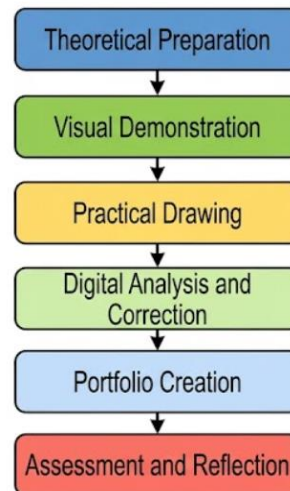 Theoretical Preparation
Visual Demonstration
Practical Drawing
Digital Analysis and
Correction
Portfolio Creation
Assessment and Reflection